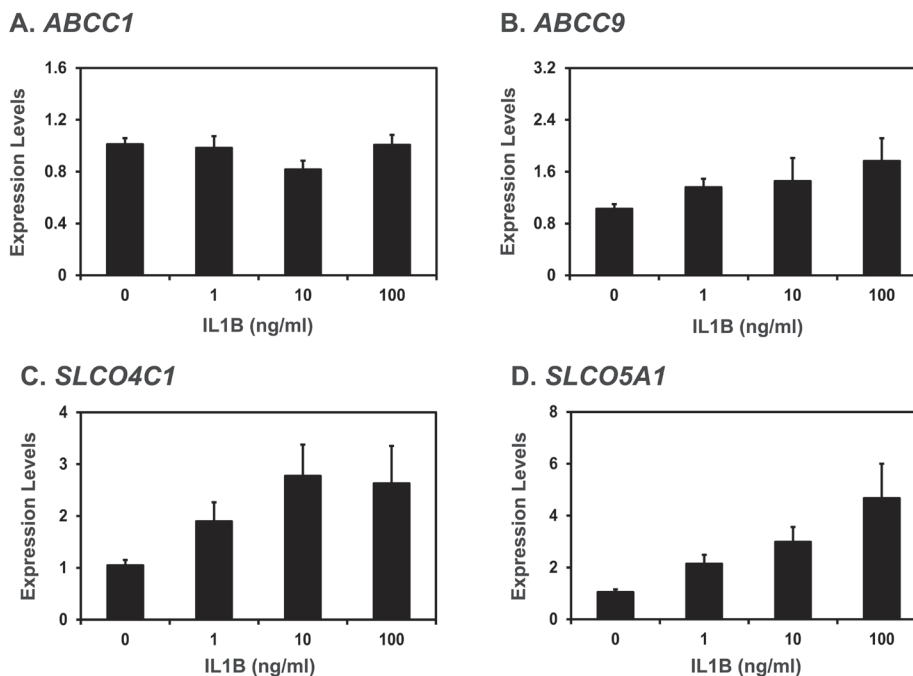 A. ABCC1
1.6
1.2
0.8
0.4
0
Expression Levels
0 1 10 100
IL1B (ng/ml)
B. ABCC9
3.2
2.4
1.6
0.8
0
Expression Levels
0 1 10 100
IL1B (ng/ml)
C. SLCO4C1
4
3
2
1
0
Expression Levels
0 1 10 100
IL1B (ng/ml)
D. SLCO5A1
8
6
4
2
0
Expression Levels
0 1 10 100
IL1B (ng/ml)